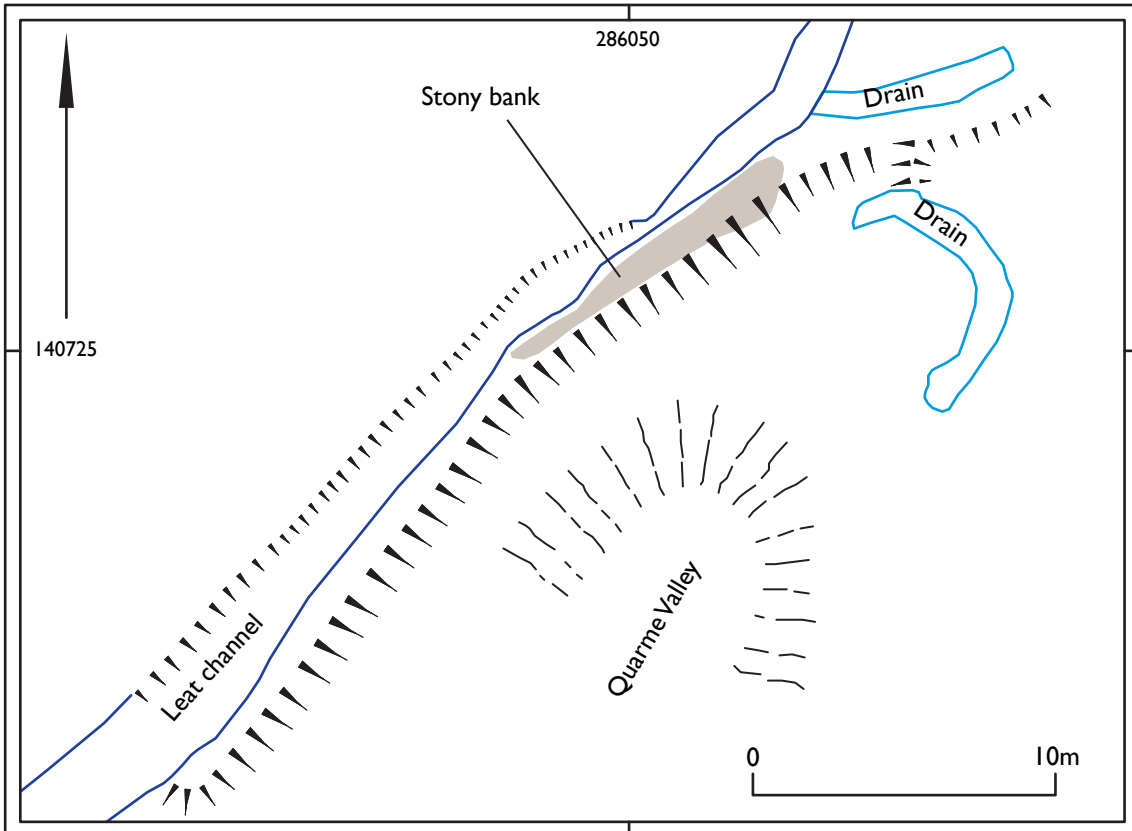 286050
Stony bank
Drain
Drain
140725
Quarme Valley
Leat channel
0 10m